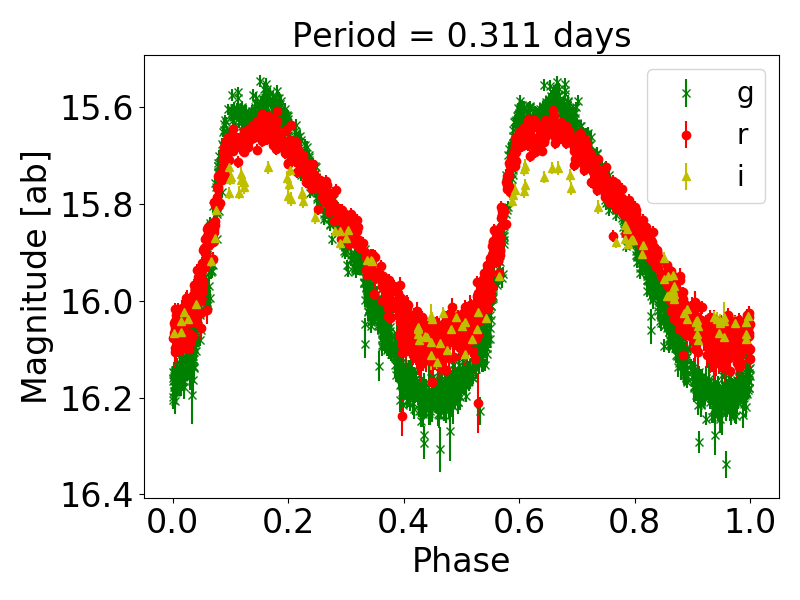 Period = 0.311 days
g
r
i
Magnitude [ab]
15.6
15.8
16.0
16.2
16.4
0.0 0.2 0.4 0.6 0.8 1.0
Phase